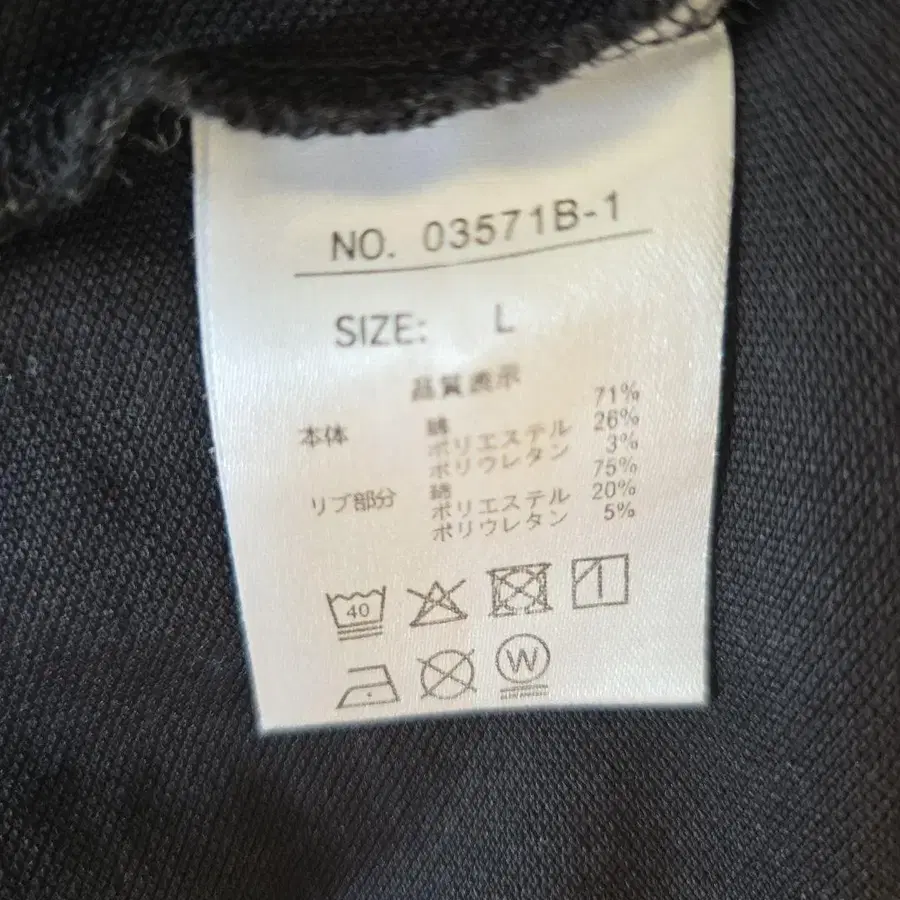 NO. 03571B-1
SIZE: L
品質表示
本体 綿 71%
ポリエステル 26%
ポリウレタン 3%
リブ部分 綿 75%
ポリエステル 20%
ポリウレタン 5%
40
W